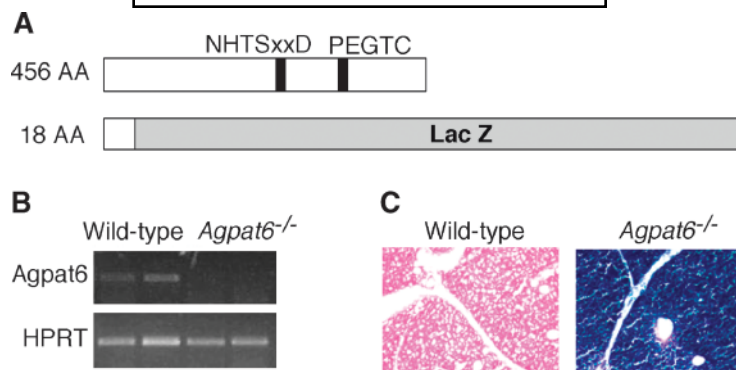 A
NHTSxxD PEGTC
456 AA
18 AA Lac Z
B
Wild-type Agpat6-/-
Agpat6
HPRT
C
Wild-type Agpat6-/-